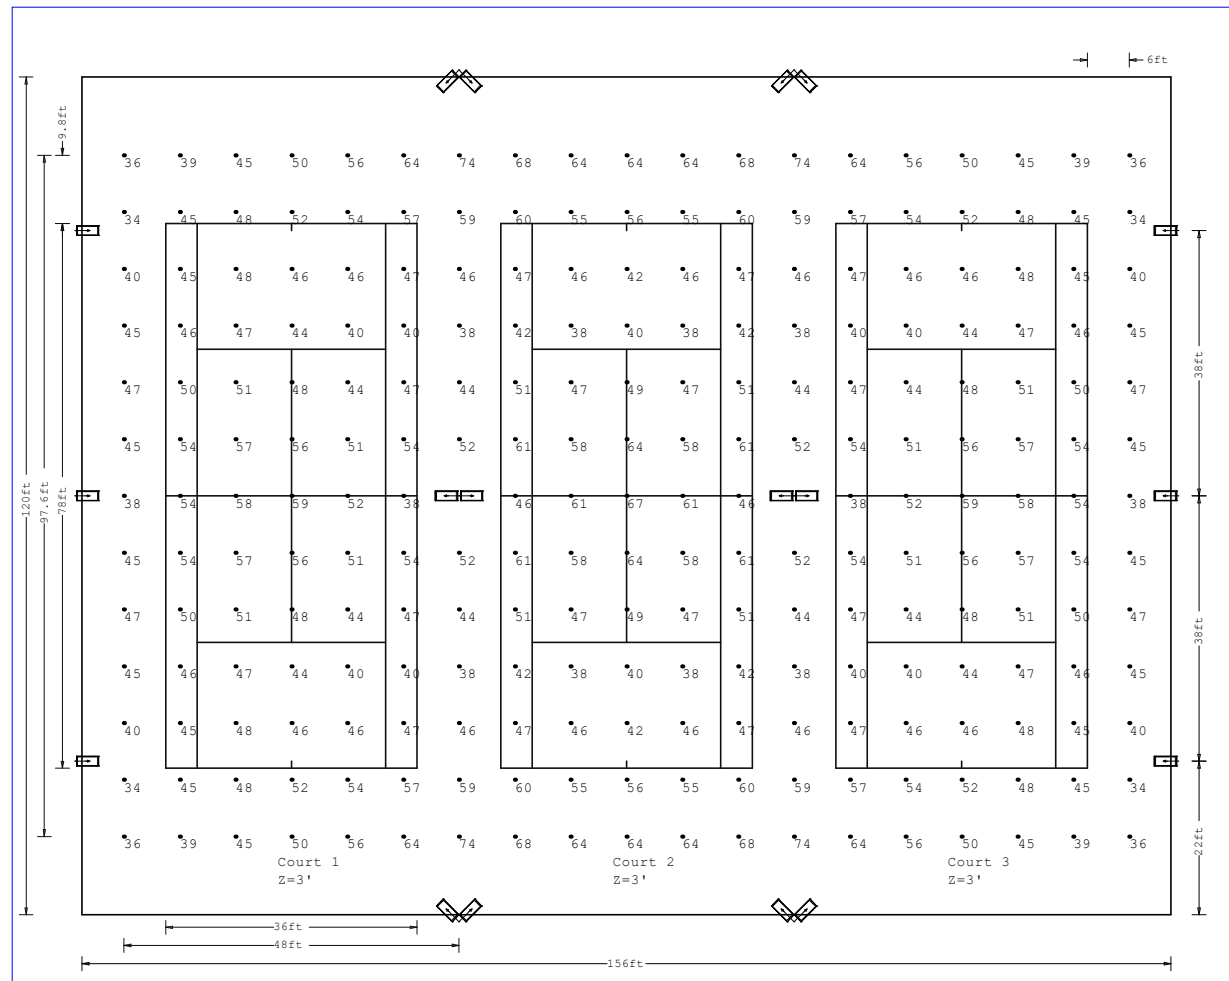 6ft
9.8ft
36 39 45 50 56 64 74 68 64 64 64 68 74 64 56 50 45 39 36
34 45 48 52 54 57 59 60 55 56 55 60 59 57 54 52 48 45 34
40 45 48 46 46 47 46 47 46 42 46 47 46 47 46 46 48 45 40
45 46 47 44 40 40 38 42 38 40 38 42 38 40 40 44 47 46 45
38ft
47 50 51 48 44 47 44 51 47 49 47 51 44 47 44 48 51 50 47
45 54 57 56 51 54 52 61 58 64 58 61 52 54 51 56 57 54 45
120ft
97.6ft
78ft
38 54 58 59 52 38 46 61 67 61 46 38 52 59 58 54 38
45 54 57 56 51 54 52 61 58 64 58 61 52 54 51 56 57 54 45
47 50 51 48 44 47 44 51 47 49 47 51 44 47 44 48 51 50 47
38ft
45 46 47 44 40 40 38 42 38 40 38 42 38 40 40 44 47 46 45
40 45 48 46 46 47 46 47 46 42 46 47 46 47 46 46 48 45 40
34 45 48 52 54 57 59 60 55 56 55 60 59 57 54 52 48 45 34
36 39 45 50 56 64 74 68 64 64 64 68 74 64 56 50 45 39 36
22ft
Court 1 Court 2 Court 3
Z=3' Z=3' Z=3'
36ft
48ft
156ft